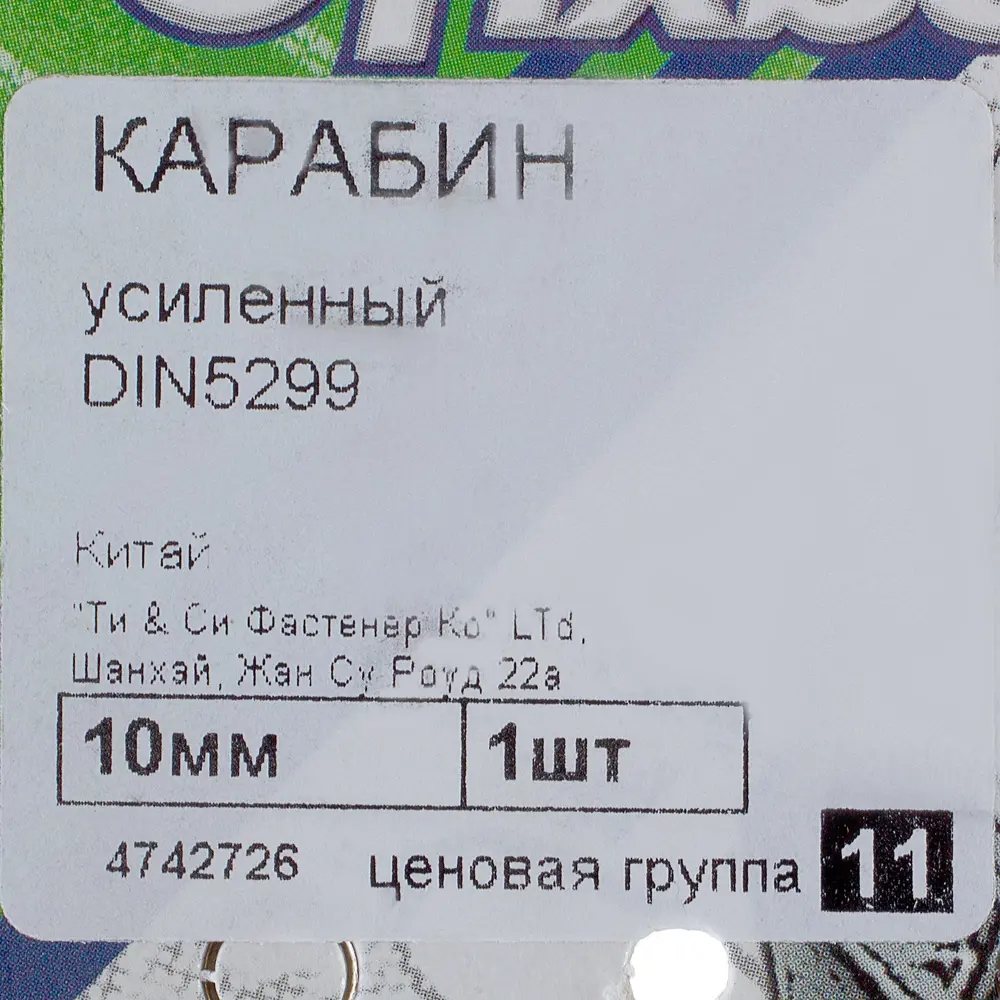 КАРАБИН
усиленный
DIN5299
Китай
"Ти & Си Фастенер Ко" LTd,
Шанхай, Жан Су Роуд 22а
10мм 1шт
4742726 ценовая группа 11